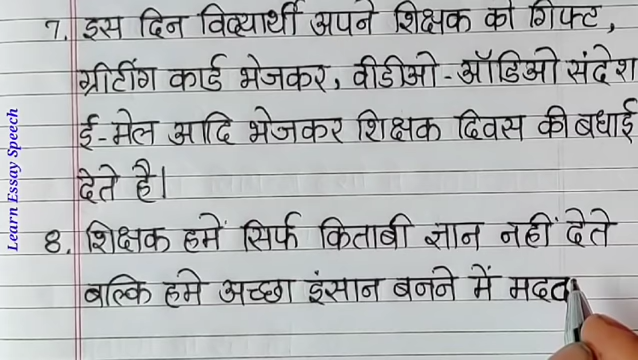 7. इस दिन विद्यार्थी अपने शिक्षक को गिफ्ट,
ग्रीटींग कार्ड भेजकर, वीडीओ-ऑडिओ संदेश
ई-मेल आदि भेजकर शिक्षक दिवस की बधाई
देते है।
8. शिक्षक हमें सिर्फ किताबी ज्ञान नहीं देते
बल्कि हमे अच्छा इंसान बनने में मदत
Learn Essay Speech